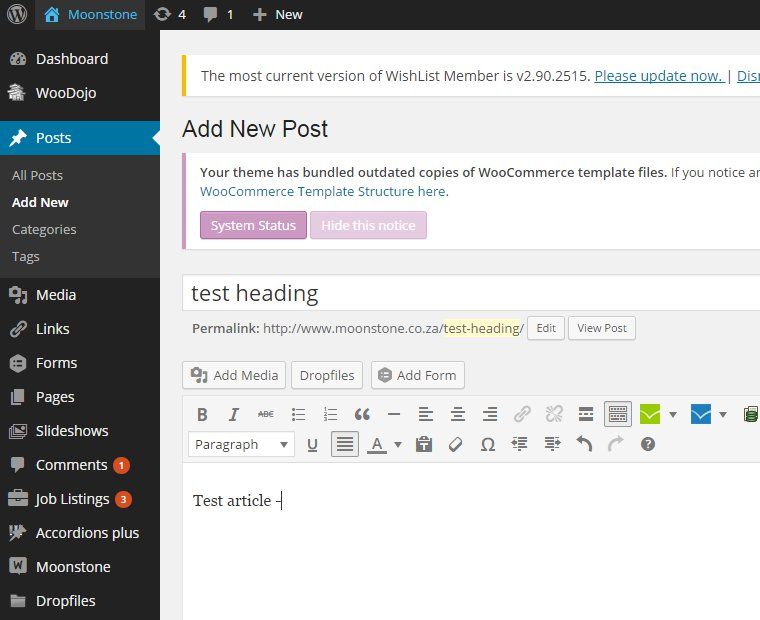 Moonstone 4 1 New
Dashboard
WooDojo
Posts
All Posts
Add New
Categories
Tags
Media
Links
Forms
Pages
Slideshows
Comments 1
Job Listings 3
Accordions plus
Moonstone
Dropfiles
The most current version of WishList Member is v2.90.2515. Please update now. |
Add New Post
Your theme has bundled outdated copies of WooCommerce template files. If you notice
WooCommerce Template Structure here.
System Status Hide this notice
test heading
Permalink: http://www.moonstone.co.za/test-heading/ Edit View Post
Add Media Dropfiles Add Form
B I ABC
Paragraph U A
Test article -